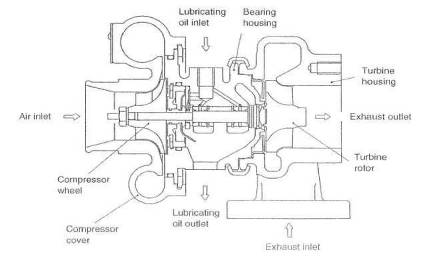 Lubricating
oil inlet
Bearing
housing
Turbine
housing
Air inlet
Exhaust outlet
Turbine
rotor
Compressor
wheel
Lubricating
oil outlet
Compressor
cover
Exhaust inlet